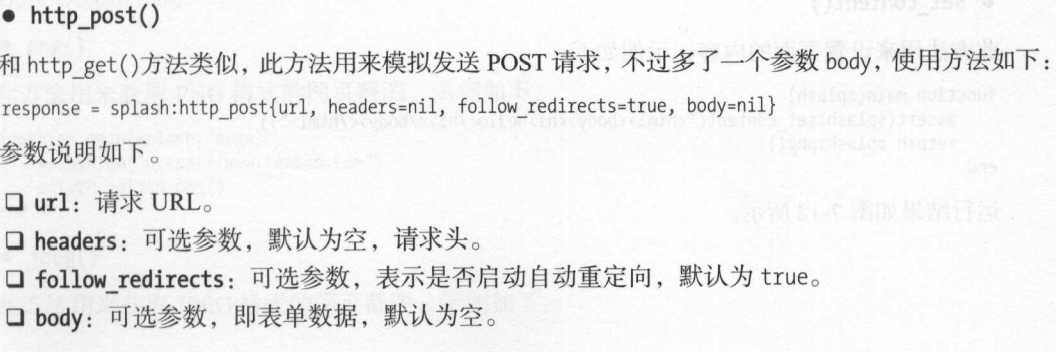 ● http_post()
和 http_get()方法类似，此方法用来模拟发送 POST 请求，不过多了一个参数 body，使用方法如下：
response = splash:http_post{url, headers=nil, follow_redirects=true, body=nil}
参数说明如下。
❑ url：请求 URL。
❑ headers：可选参数，默认为空，请求头。
❑ follow_redirects：可选参数，表示是否启动自动重定向，默认为 true。
❑ body：可选参数，即表单数据，默认为空。